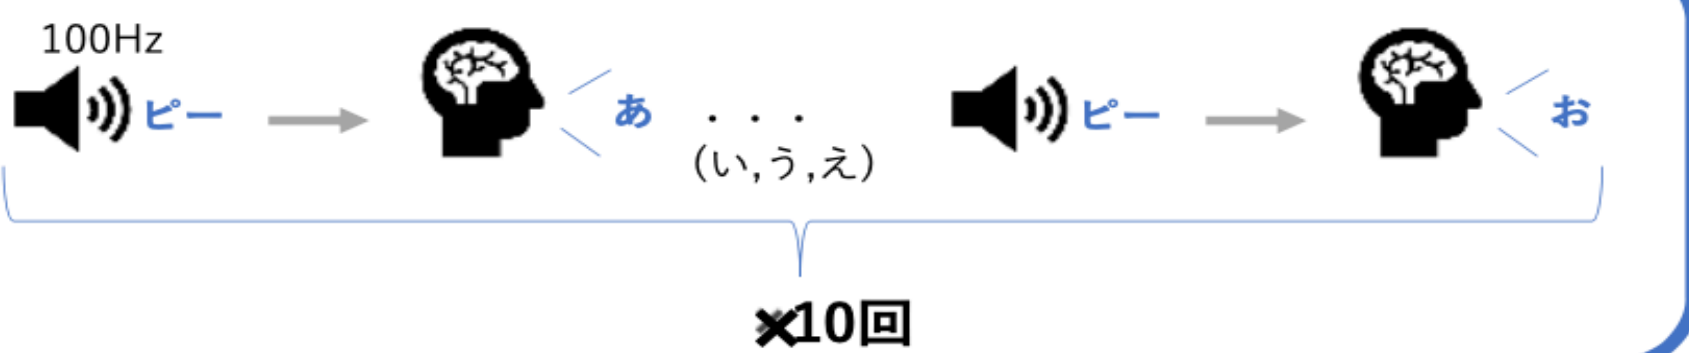 100Hz
ピー あ ・・・ ピー お
(い,う,え)
×10回